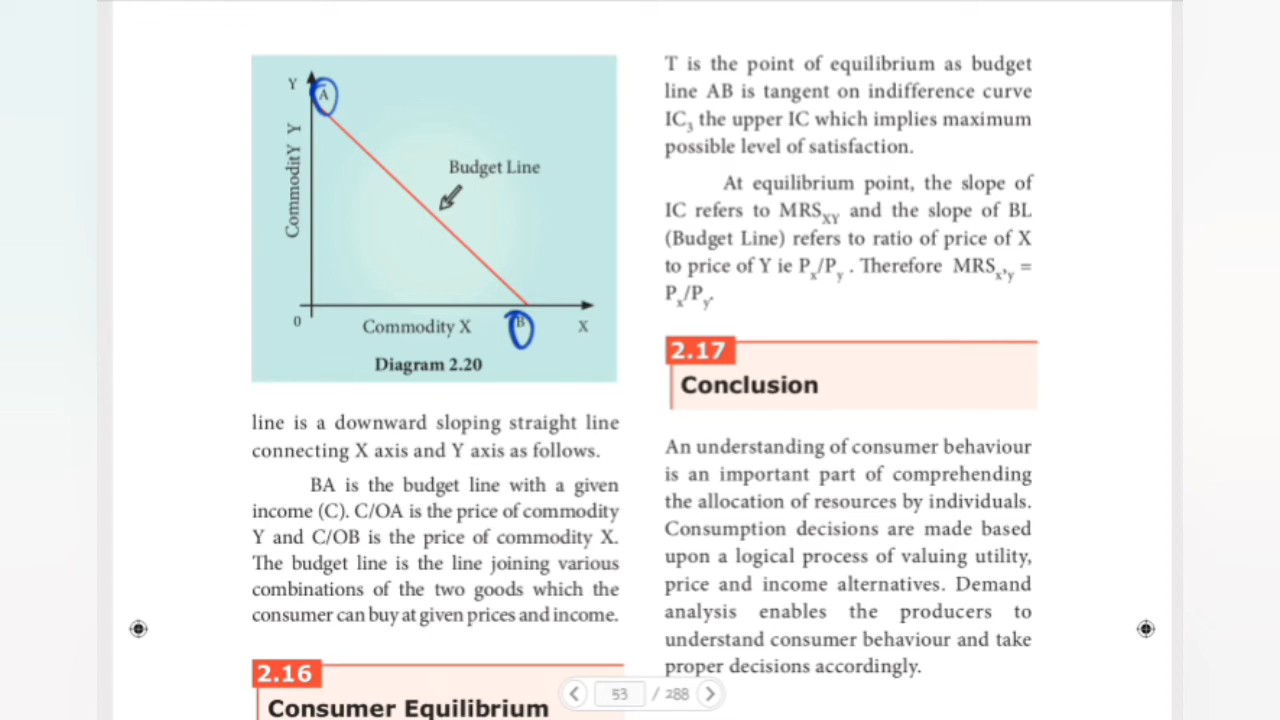 Y
A
CommoditY Y
Budget Line
0
Commodity X
B
X
Diagram 2.20
line is a downward sloping straight line
connecting X axis and Y axis as follows.
BA is the budget line with a given
income (C). C/OA is the price of commodity
Y and C/OB is the price of commodity X.
The budget line is the line joining various
combinations of the two goods which the
consumer can buy at given prices and income.
2.16
Consumer Equilibrium
T is the point of equilibrium as budget
line AB is tangent on indifference curve
IC3 the upper IC which implies maximum
possible level of satisfaction.
At equilibrium point, the slope of
IC refers to MRSXY and the slope of BL
(Budget Line) refers to ratio of price of X
to price of Y ie Px/Py . Therefore MRSx,y =
Px/Py.
2.17
Conclusion
An understanding of consumer behaviour
is an important part of comprehending
the allocation of resources by individuals.
Consumption decisions are made based
upon a logical process of valuing utility,
price and income alternatives. Demand
analysis enables the producers to
understand consumer behaviour and take
proper decisions accordingly.
53 / 288